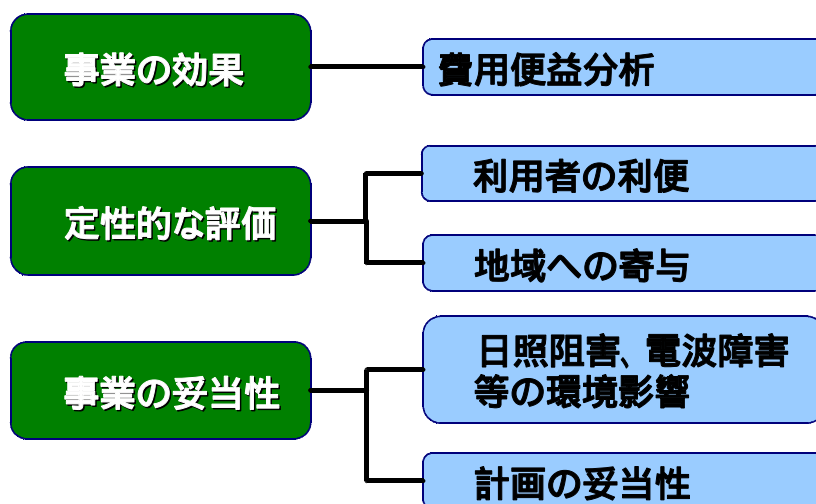 事業の効果
費用便益分析
定性的な評価
利用者の利便
地域への寄与
事業の妥当性
日照阻害、電波障害
等の環境影響
計画の妥当性